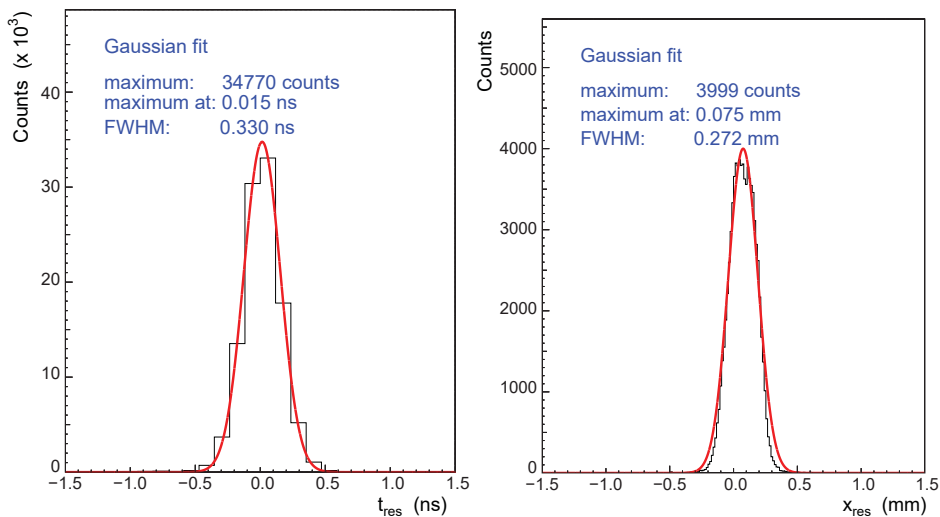 Counts (x 10³)
Gaussian fit
maximum: 34770 counts
maximum at: 0.015 ns
FWHM: 0.330 ns
40
30
20
10
0
−1.5 −1.0 −0.5 0.0 0.5 1.0 1.5
t_res (ns)
Counts
Gaussian fit
maximum: 3999 counts
maximum at: 0.075 mm
FWHM: 0.272 mm
5000
4000
3000
2000
1000
0
−1.5 −1.0 −0.5 0.0 0.5 1.0 1.5
x_res (mm)